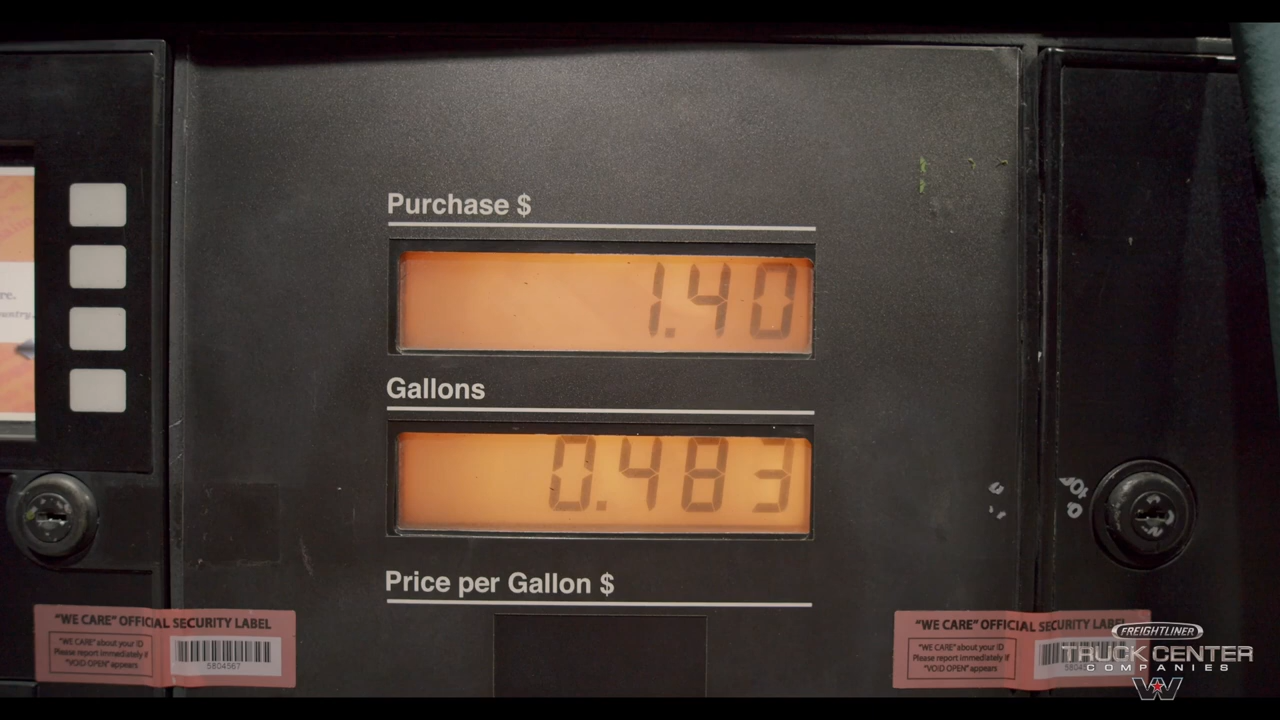 Purchase $
1.40
Gallons
0.483
Price per Gallon $
re.
"WE CARE" OFFICIAL SECURITY LABEL
"WE CARE" about your ID
Please report immediately if
"VOID OPEN" appears
5804567
"WE CARE" OFFICIAL SECURITY LABEL
"WE CARE" about your ID
Please report immediately if
"VOID OPEN" appears
FREIGHTLINER
TRUCK CENTER
COMPANIES